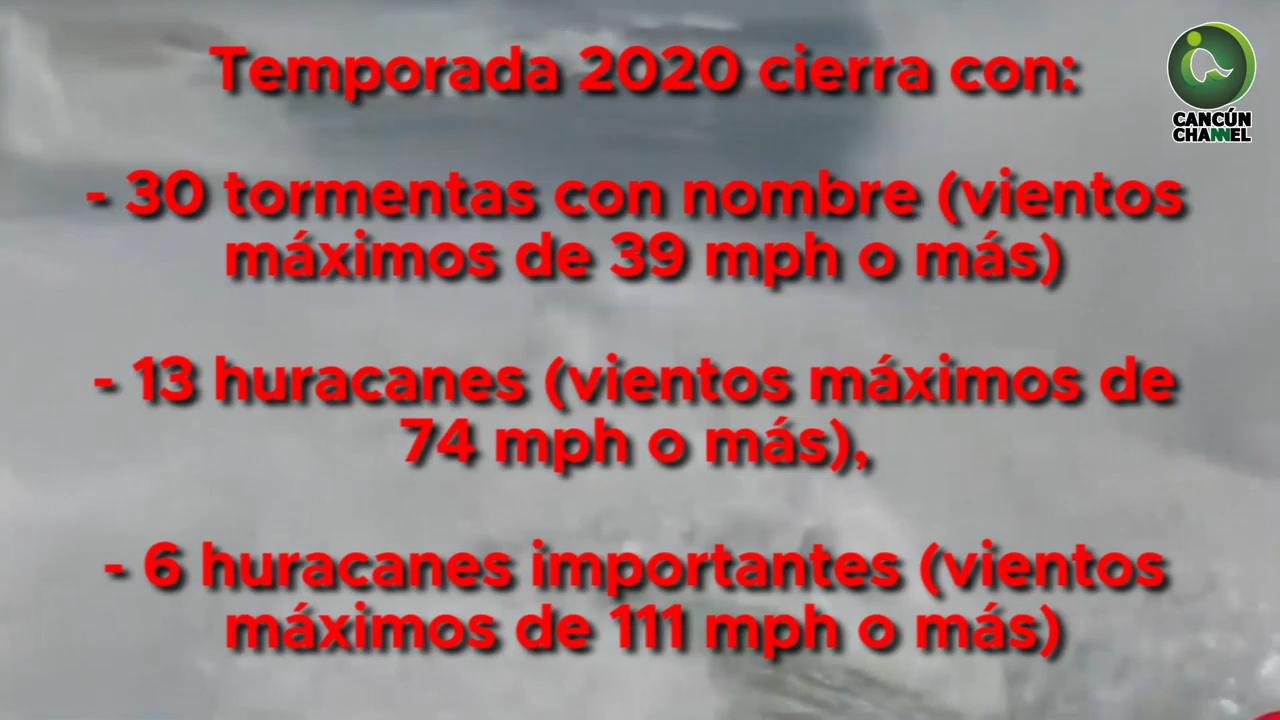 Temporada 2020 cierra con:
CANCÚN
CHANNEL
- 30 tormentas con nombre (vientos
máximos de 39 mph o más)
- 13 huracanes (vientos máximos de
74 mph o más),
- 6 huracanes importantes (vientos
máximos de 111 mph o más)